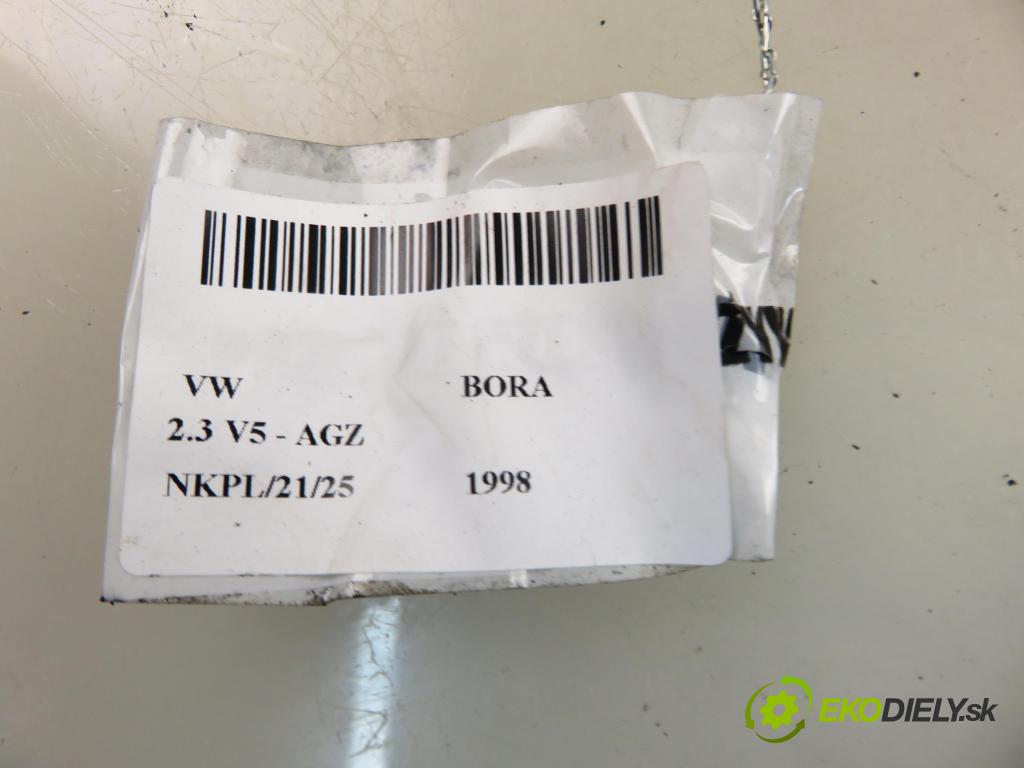 VW BORA
2.3 V5 - AGZ
NKPL/21/25 1998
EKODIELY.sk